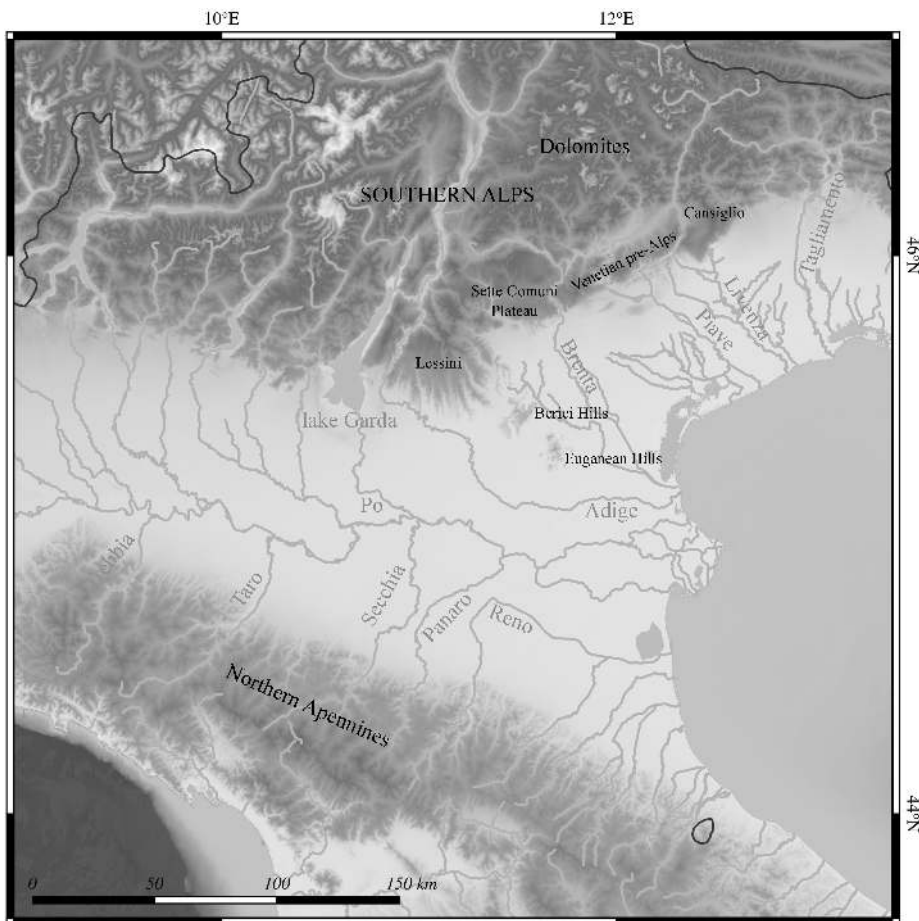 10°E
12°E
Dolomites
SOUTHERN ALPS
Cansiglio
Tagliamento
46°N
Venetian pre-Alps
Sette Comuni
Plateau
Livenza
Piave
Brenta
Lessini
lake Garda
Berici Hills
Euganean Hills
Po
Adige
ebbia
Taro
Secchia
Panaro
Reno
Northern Apennines
44°N
0
50
100
150 km